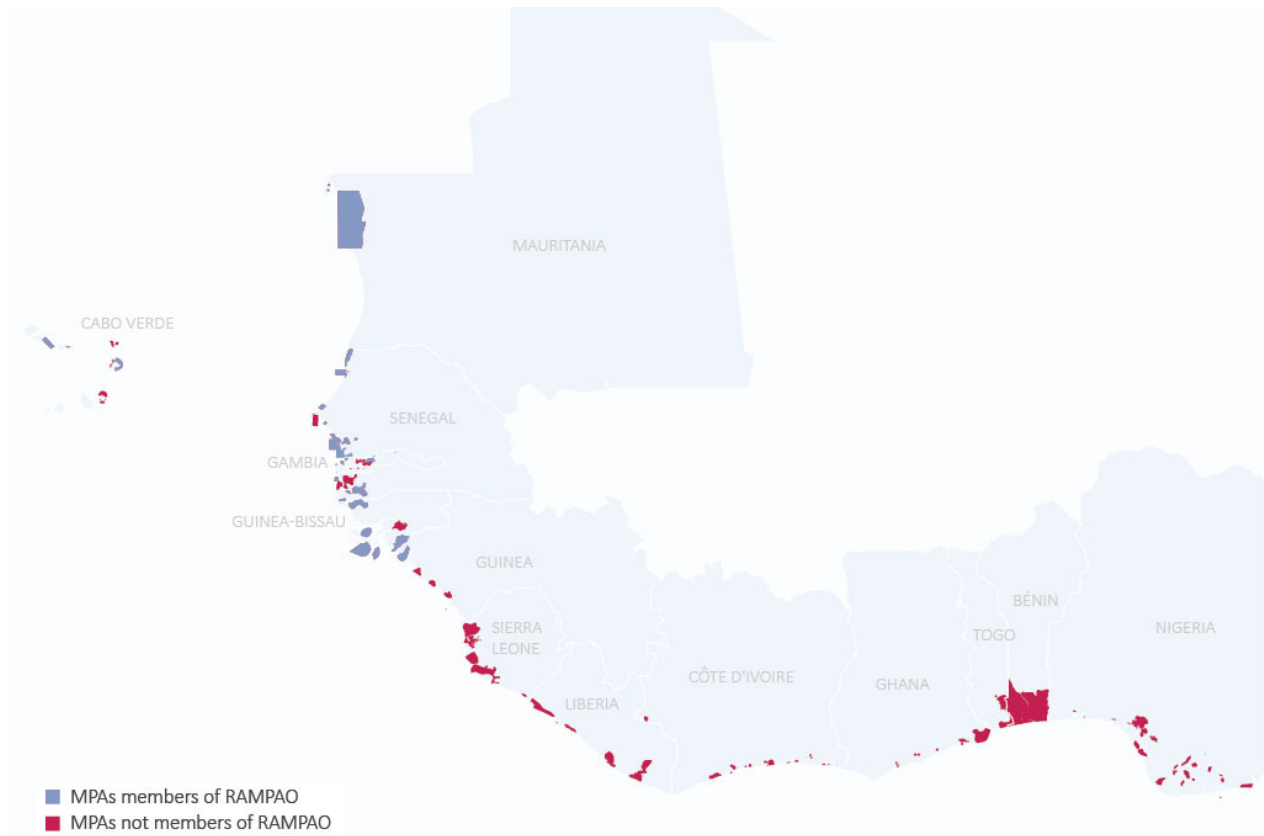 MAURITANIA
CABO VERDE
SENEGAL
GAMBIA
GUINEA-BISSAU
GUINEA
SIERRA
LEONE
LIBERIA
CÔTE D'IVOIRE
GHANA
TOGO
BÉNIN
NIGERIA
MPAs members of RAMPAO
MPAs not members of RAMPAO